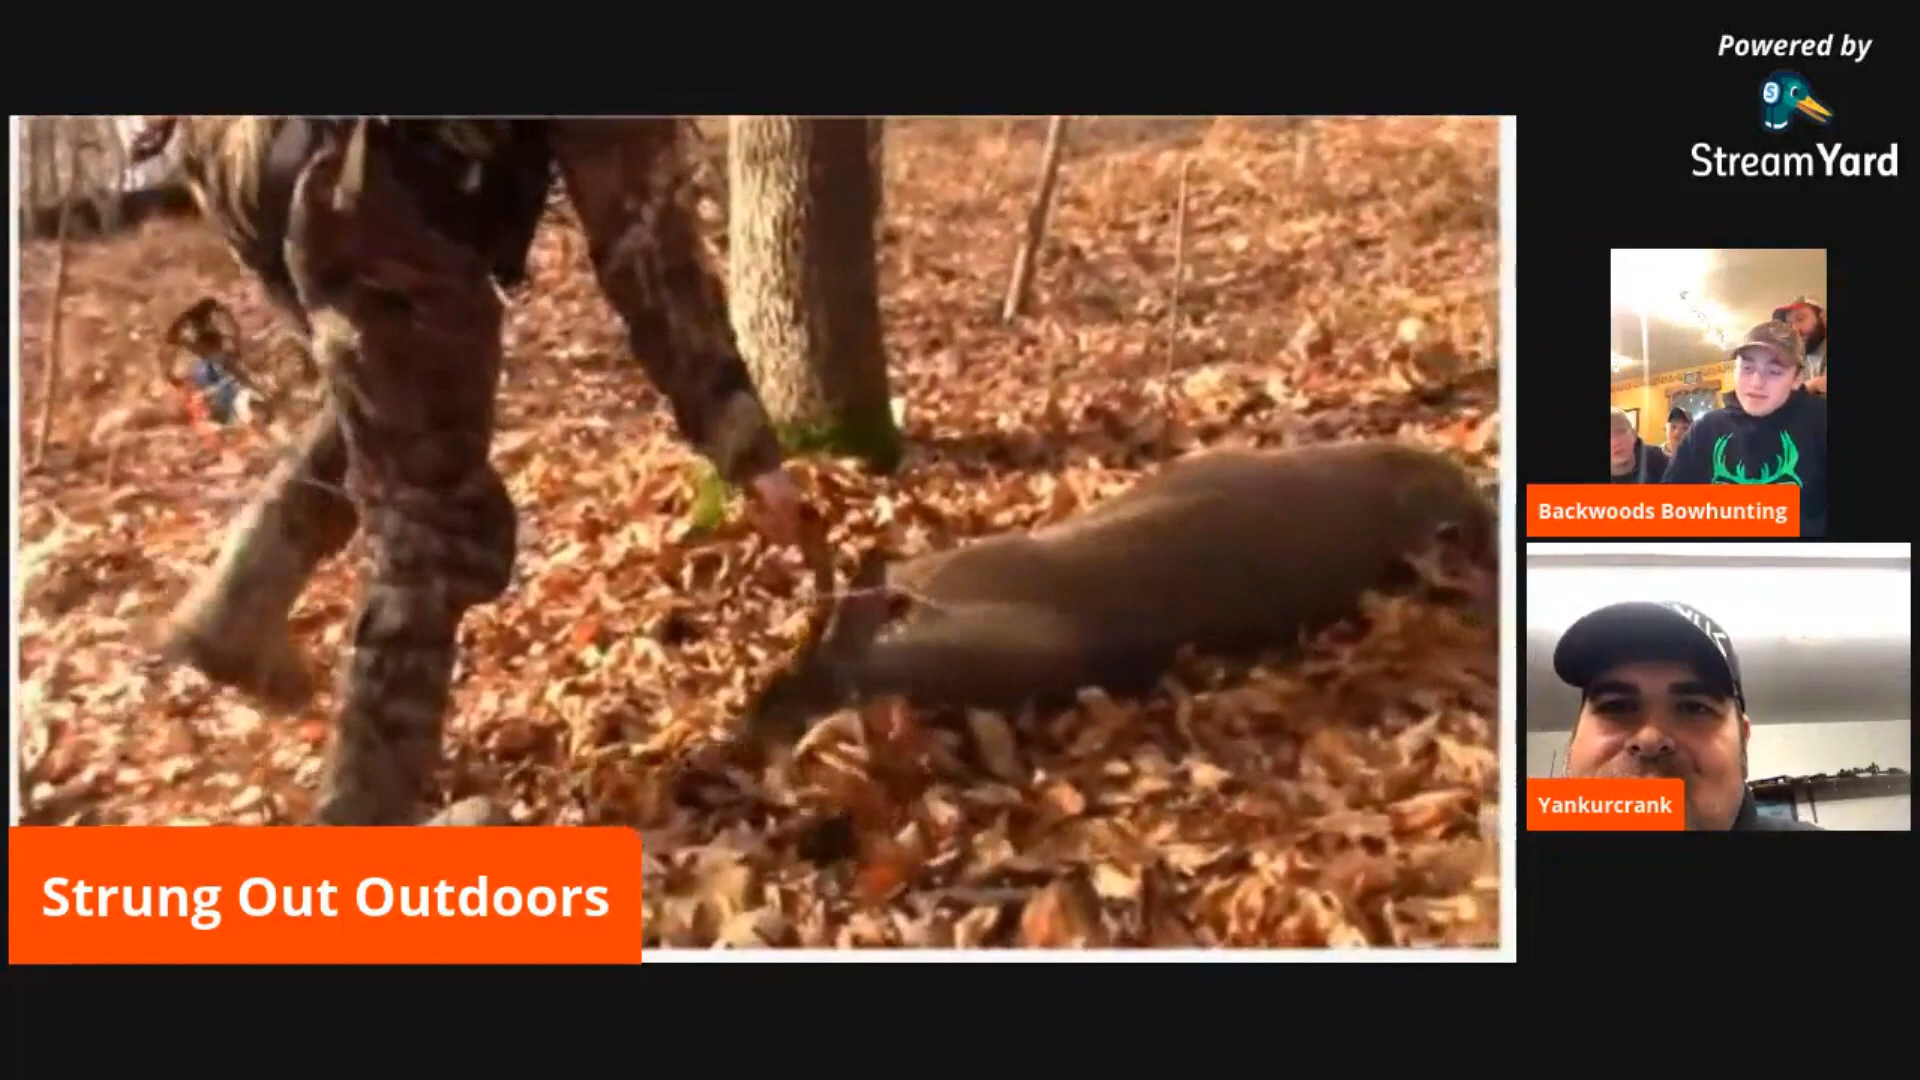 Powered by
StreamYard
Backwoods Bowhunting
Yankurcrank
Strung Out Outdoors